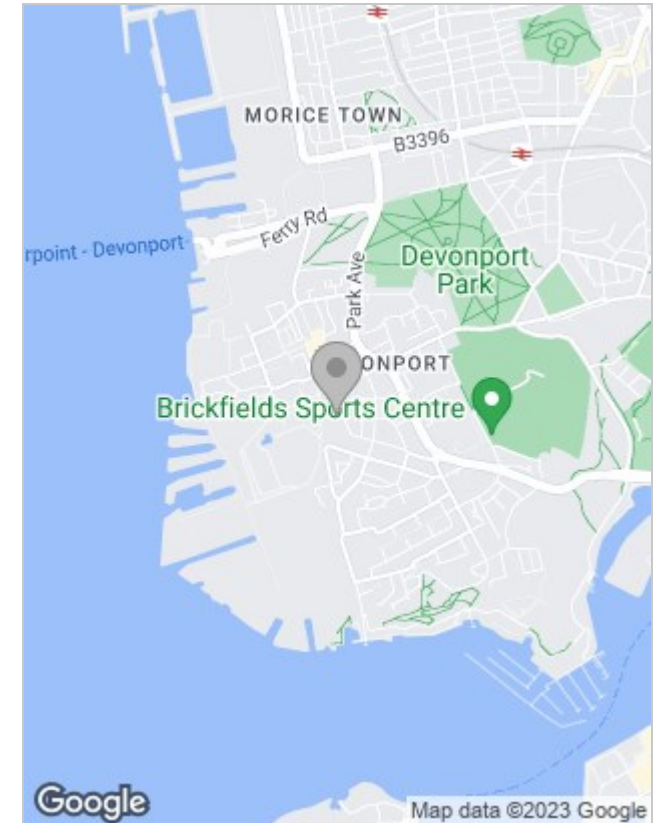 MORICE TOWN
B3396
Ferry Rd
rpoint - Devonport
Devonport
Park
Park Ave
ONPORT
Brickfields Sports Centre
Google
Map data ©2023 Google